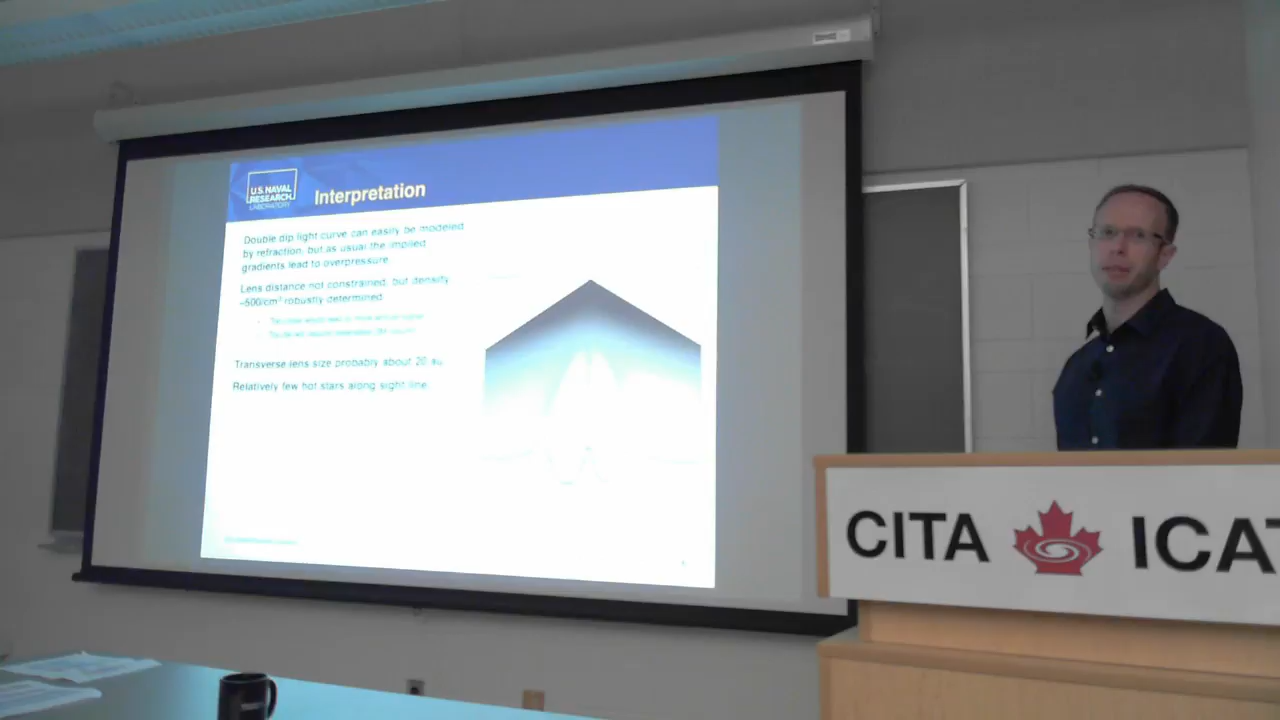 U.S. NAVAL
RESEARCH
LABORATORY
Interpretation
Double dip light curve can easily be modeled
by refraction, but as usual the implied
gradients lead to overpressure
Lens distance not constrained, but density
~500/cm³ robustly determined
Transverse lens size probably about 20 au
Relatively few hot stars along sight line
CITA ICAT